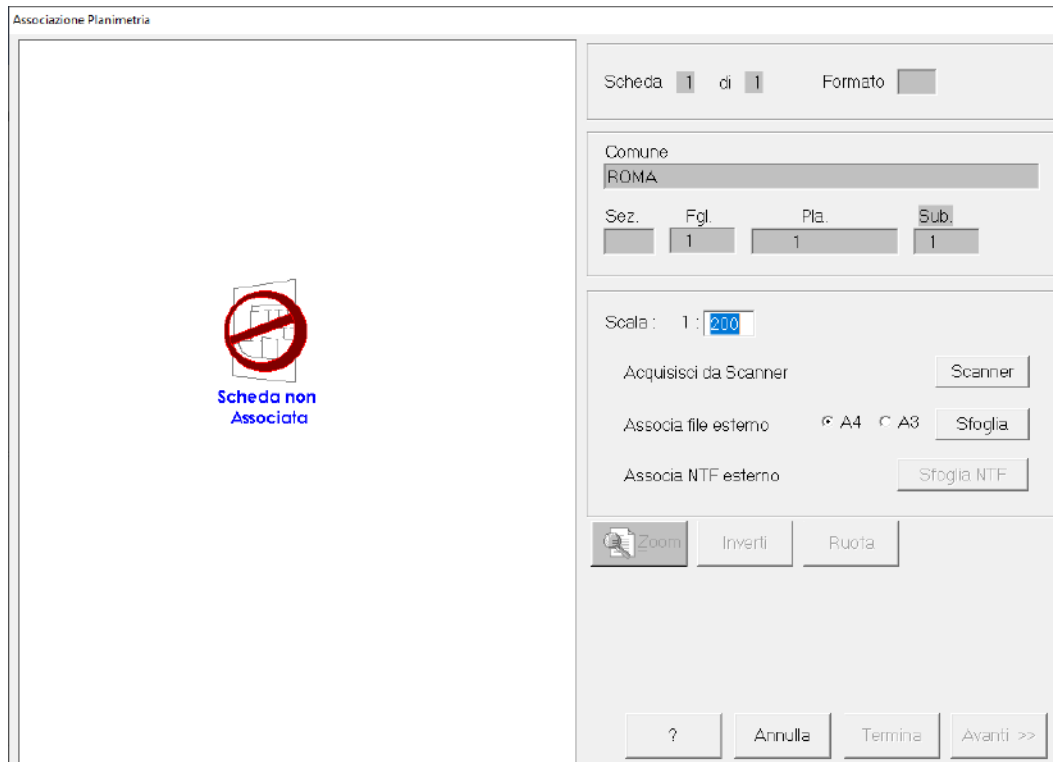 Associazione Planimetria
Scheda 1 di 1 Formato
Comune
ROMA
Sez. Fgl. Pla. Sub.
1 1 1
Scala : 1 : 200
Acquisisci da Scanner Scanner
Associa file esterno A4 A3 Sfoglia
Associa NTF esterno Sfoglia NTF
Scheda non
Associata
Zoom Inverti Ruota
? Annulla Termina Avanti >>